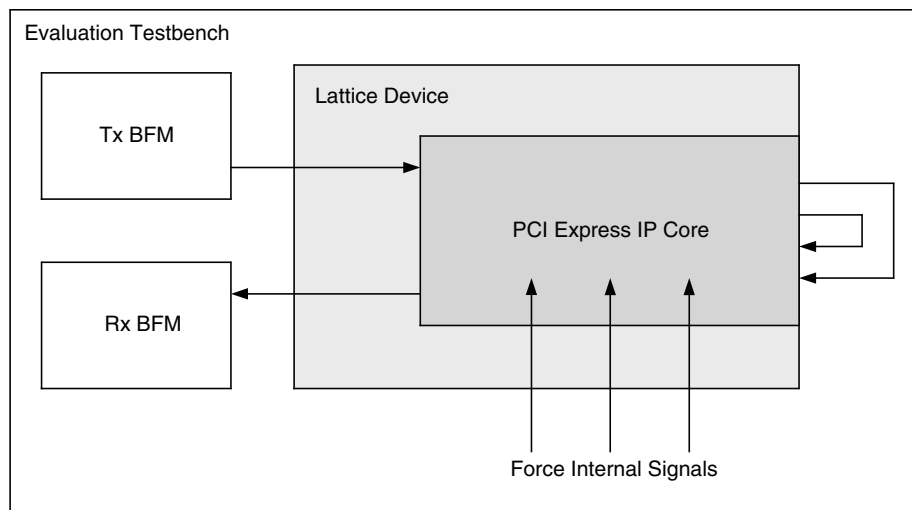 Evaluation Testbench
Lattice Device
Tx BFM
PCI Express IP Core
Rx BFM
Force Internal Signals